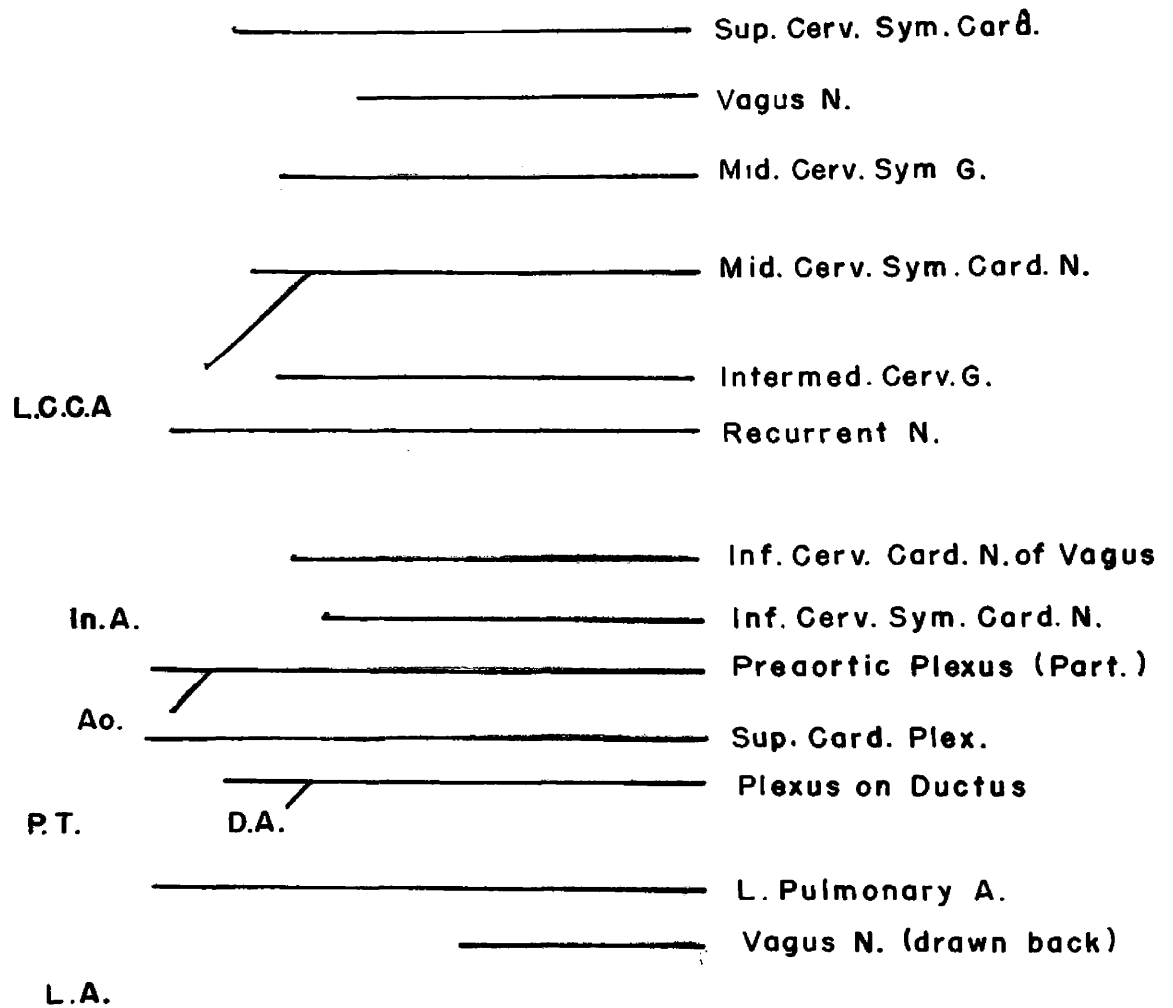 Sup. Cerv. Sym. Card.
Vagus N.
Mid. Cerv. Sym G.
Mid. Cerv. Sym. Card. N.
Intermed. Cerv. G.
L.C.C.A
Recurrent N.
Inf. Cerv. Card. N. of Vagus
In.A.
Inf. Cerv. Sym. Card. N.
Preaortic Plexus (Part.)
Ao.
Sup. Card. Plex.
Plexus on Ductus
P.T.
D.A.
L. Pulmonary A.
Vagus N. (drawn back)
L.A.